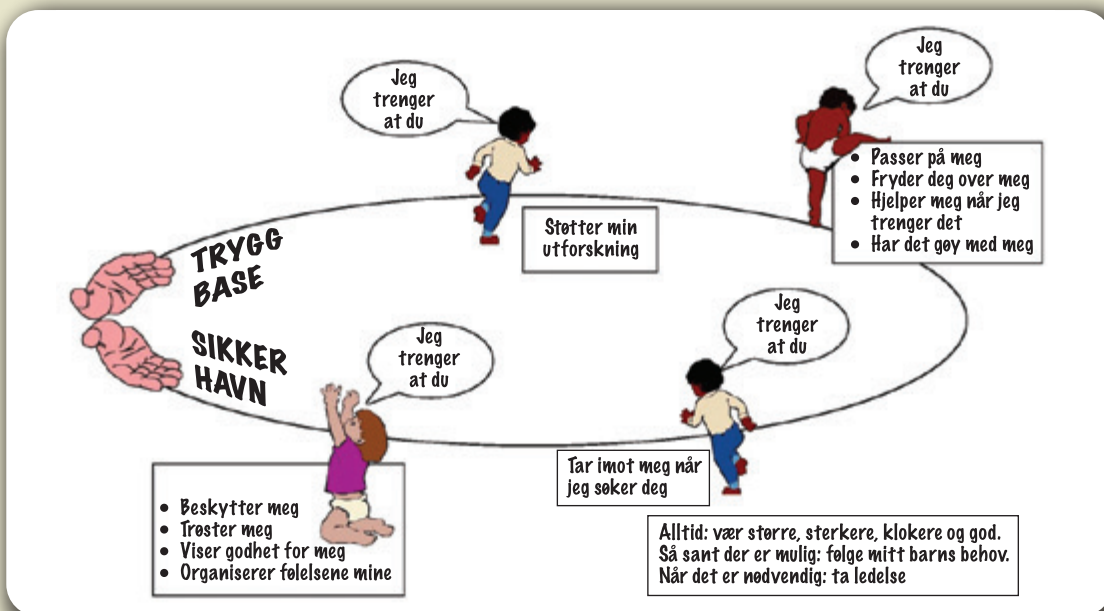 Jeg
trenger
at du
Jeg
trenger
at du
• Passer på meg
• Fryder deg over meg
• Hjelper meg når jeg
trenger det
• Har det gøy med meg
Støtter min
utforskning
TRYGG
BASE
SIKKER
HAVN
Jeg
trenger
at du
Jeg
trenger
at du
Tar imot meg når
jeg søker deg
• Beskytter meg
• Trøster meg
• Viser godhet for meg
• Organiserer følelsene mine
Alltid: vær større, sterkere, klokere og god.
Så sant der er mulig: følge mitt barns behov.
Når det er nødvendig: ta ledelse